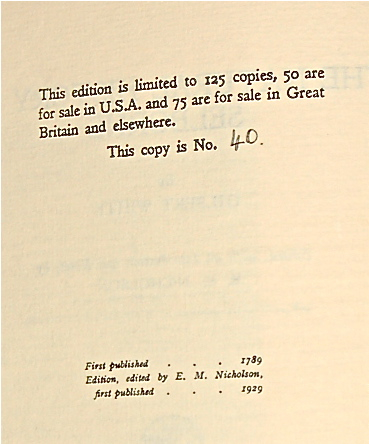 This edition is limited to 125 copies, 50 are
for sale in U.S.A. and 75 are for sale in Great
Britain and elsewhere.
This copy is No. 40.
First published . . . 1789
Edition, edited by E. M. Nicholson,
first published . . . 1929